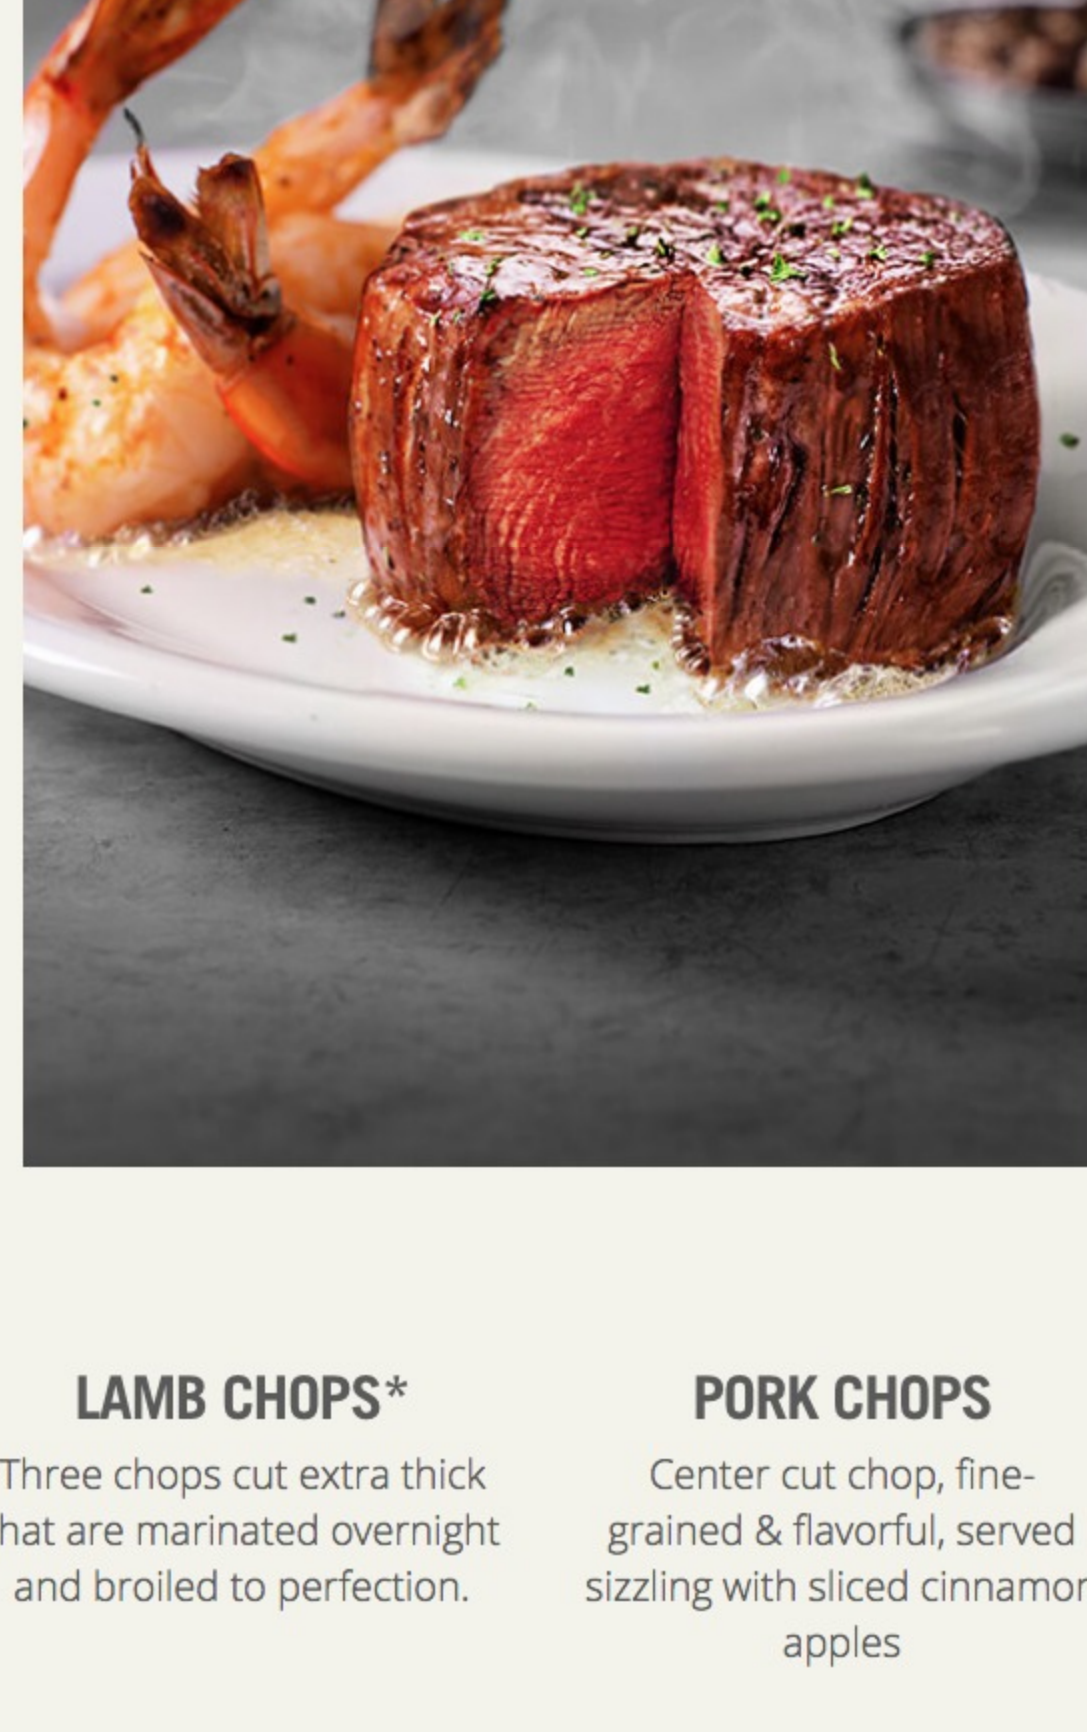 LAMB CHOPS*
Three chops cut extra thick
hat are marinated overnight
and broiled to perfection.
PORK CHOPS
Center cut chop, fine-
grained & flavorful, served
sizzling with sliced cinnamon
apples